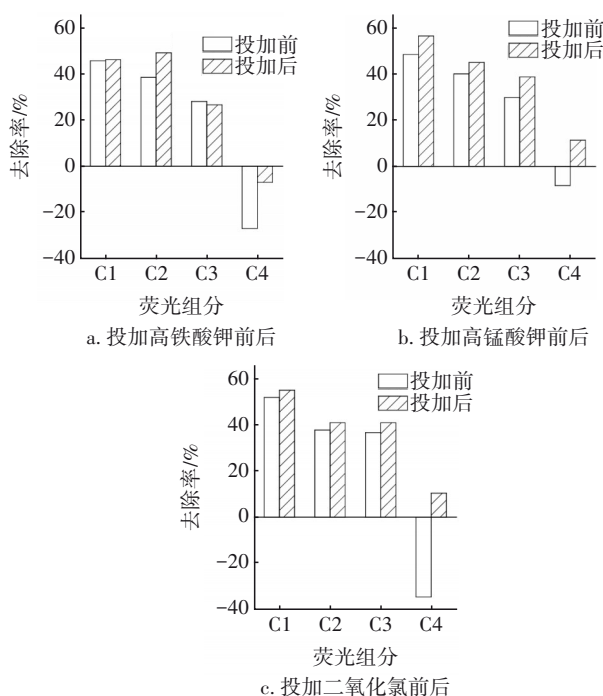 60
40
20
0
−20
−40
去除率/%
投加前
投加后
C1 C2 C3 C4
荧光组分
a. 投加高铁酸钾前后
60
40
20
0
−20
−40
去除率/%
投加前
投加后
C1 C2 C3 C4
荧光组分
b. 投加高锰酸钾前后
60
40
20
0
−20
−40
去除率/%
投加前
投加后
C1 C2 C3 C4
荧光组分
c. 投加二氧化氯前后